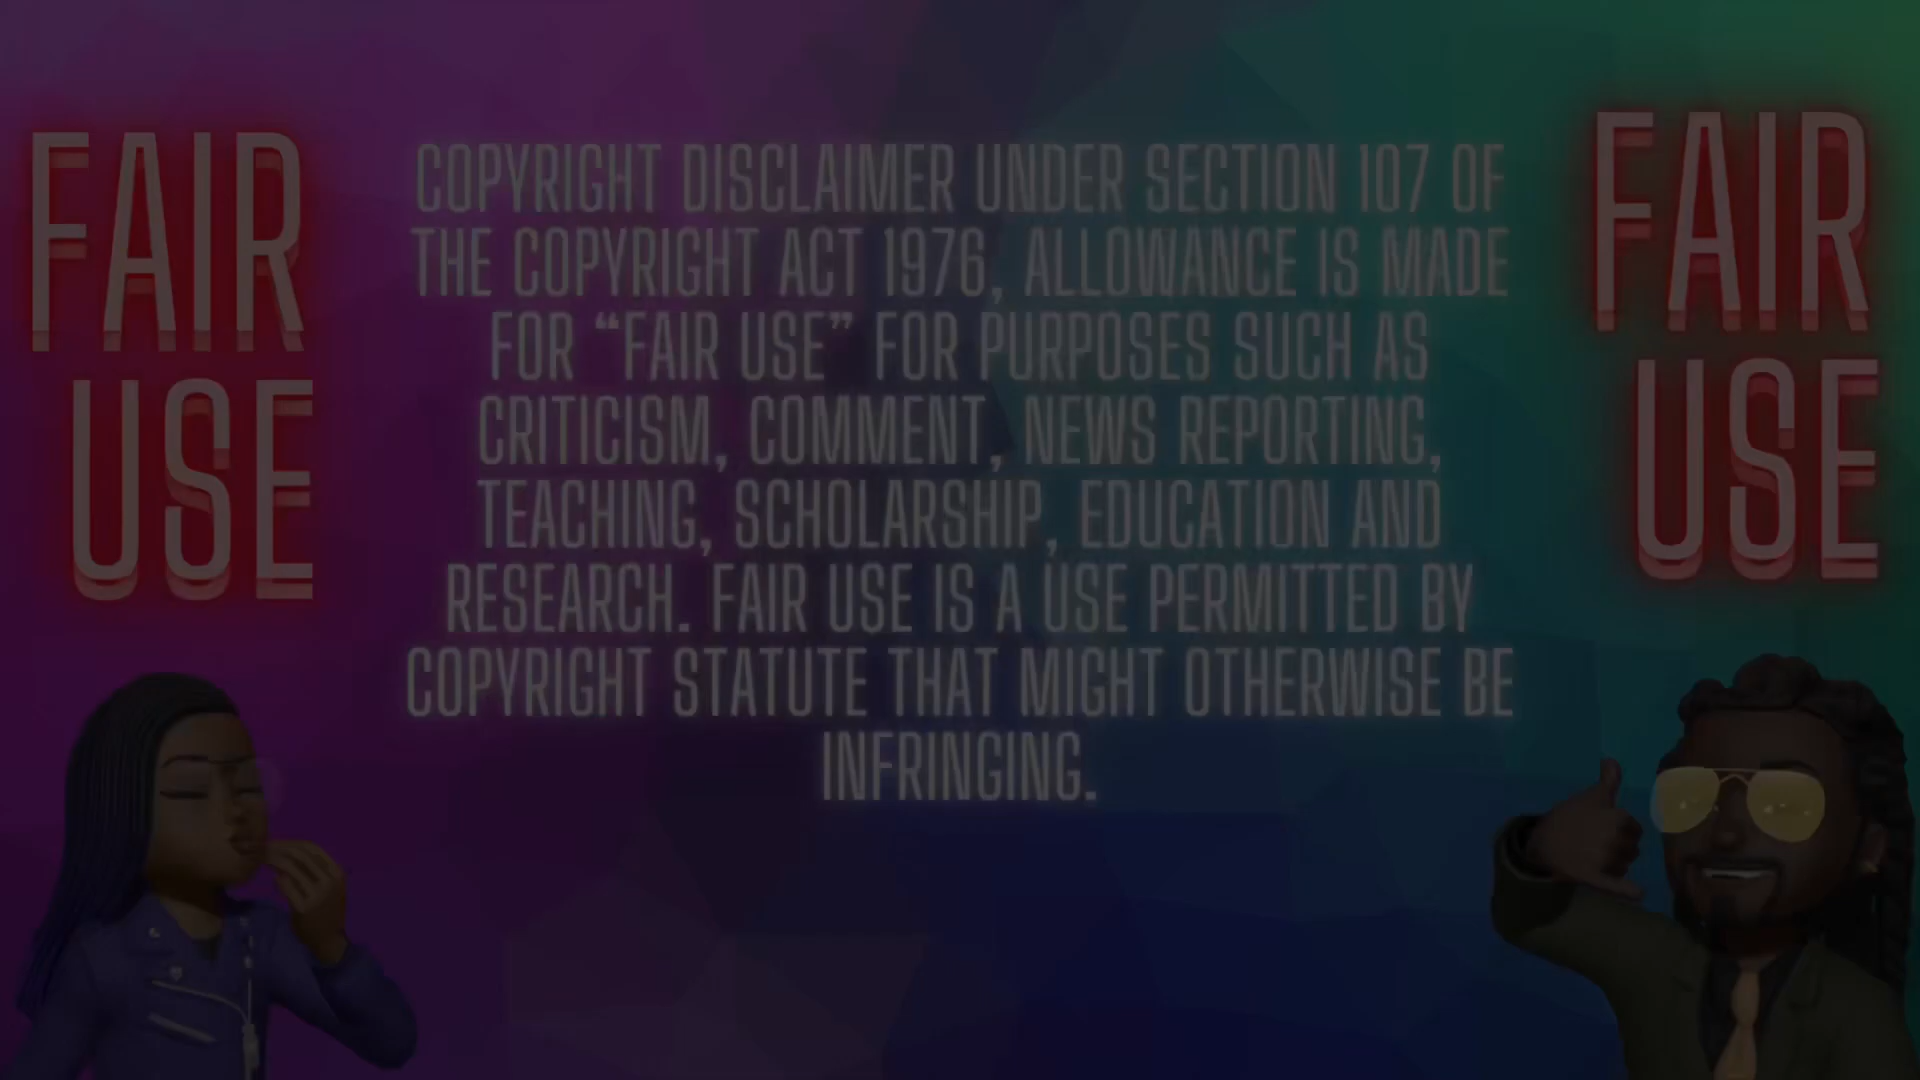 FAIR
USE
COPYRIGHT DISCLAIMER UNDER SECTION 107 OF
THE COPYRIGHT ACT 1976, ALLOWANCE IS MADE
FOR “FAIR USE” FOR PURPOSES SUCH AS
CRITICISM, COMMENT, NEWS REPORTING,
TEACHING, SCHOLARSHIP, EDUCATION AND
RESEARCH. FAIR USE IS A USE PERMITTED BY
COPYRIGHT STATUTE THAT MIGHT OTHERWISE BE
INFRINGING.
FAIR
USE